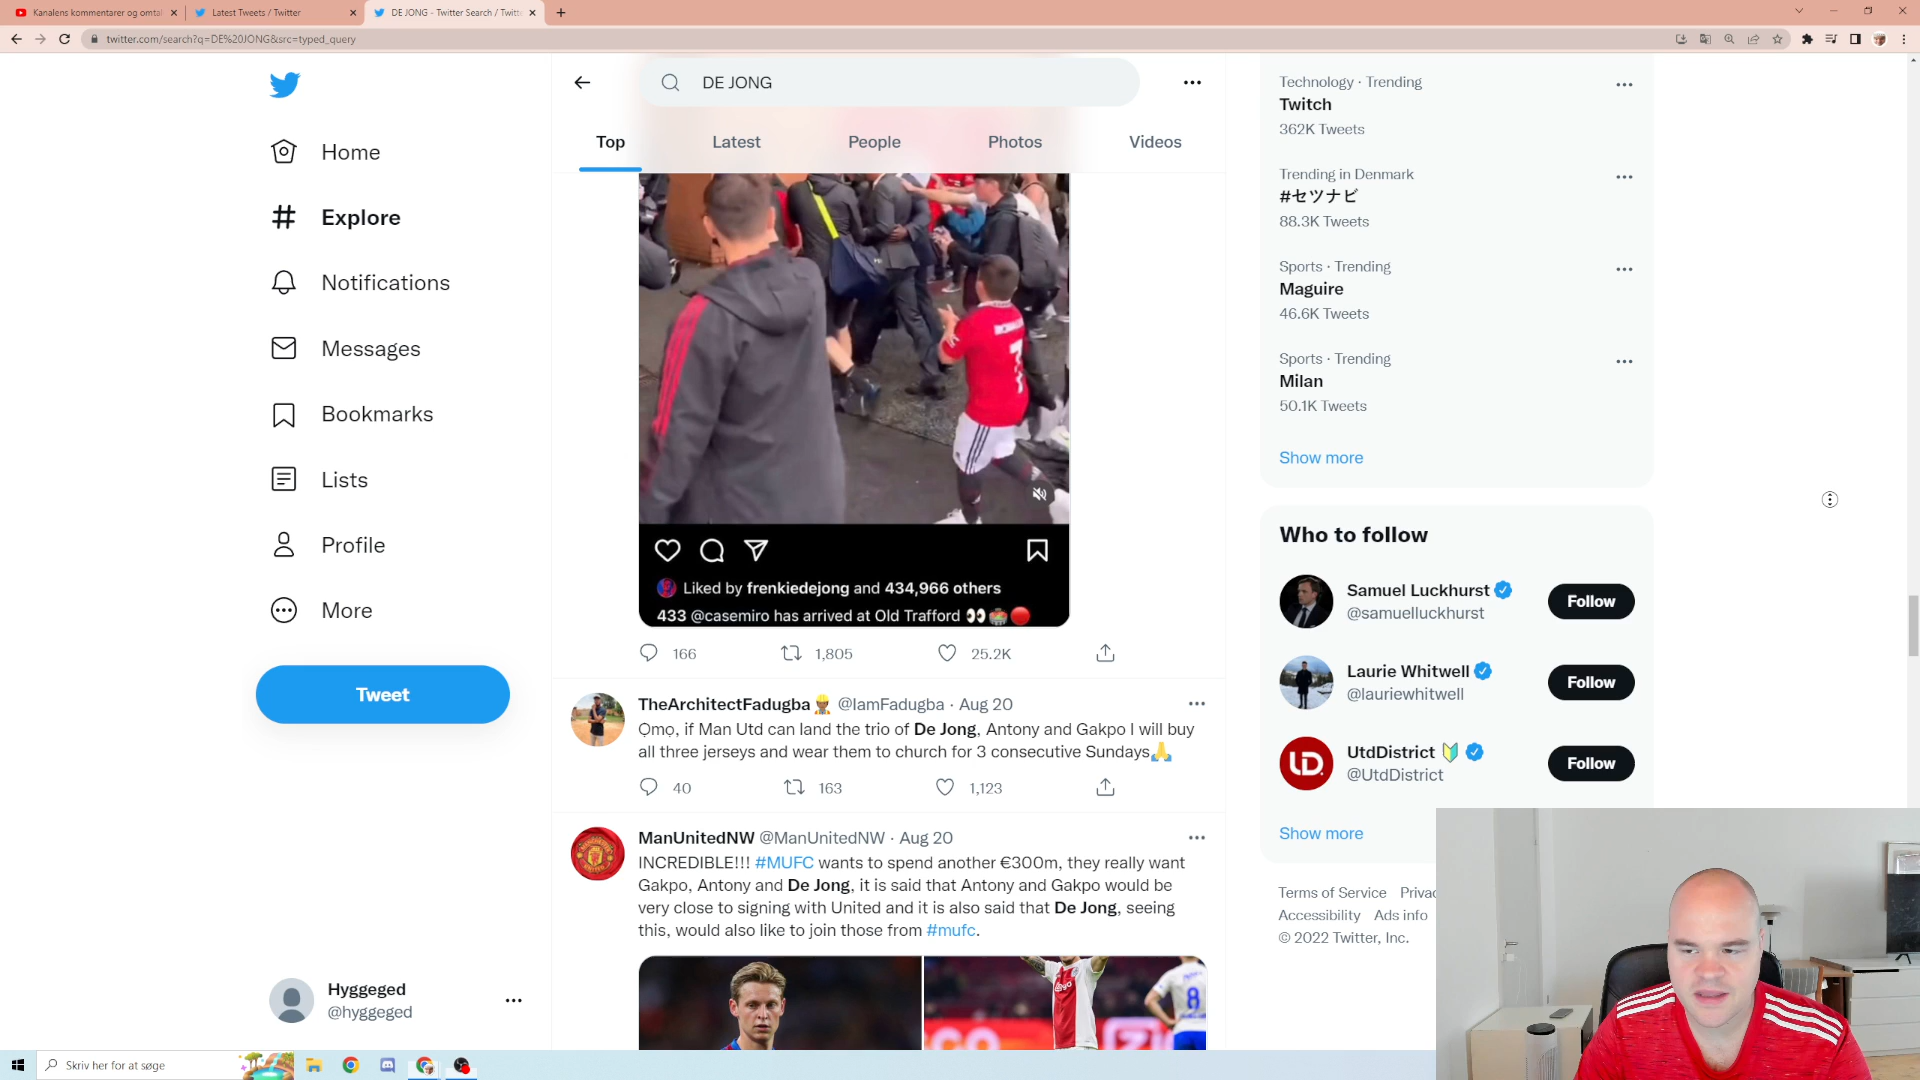 Kanalens kommentarer og omtal
Latest Tweets / Twitter
DE JONG - Twitter Search / Twitt
twitter.com/search?q=DE%20JONG&src=typed_query
DE JONG
Top
Latest
People
Photos
Videos
Home
Explore
Notifications
Messages
Bookmarks
Lists
Profile
More
Tweet
Hyggeged
@hyggeged
7
Liked by frenkiedejong and 434,966 others
433 @casemiro has arrived at Old Trafford 👀🏟️🔴
166
1,805
25.2K
TheArchitectFadugba👷🏾 @IamFadugba · Aug 20
Ọmọ, if Man Utd can land the trio of De Jong, Antony and Gakpo I will buy
all three jerseys and wear them to church for 3 consecutive Sundays🙏
40
163
1,123
ManUnitedNW @ManUnitedNW · Aug 20
INCREDIBLE!!! #MUFC wants to spend another €300m, they really want
Gakpo, Antony and De Jong, it is said that Antony and Gakpo would be
very close to signing with United and it is also said that De Jong, seeing
this, would also like to join those from #mufc.
8
Technology · Trending
Twitch
362K Tweets
Trending in Denmark
#セツナビ
88.3K Tweets
Sports · Trending
Maguire
46.6K Tweets
Sports · Trending
Milan
50.1K Tweets
Show more
Who to follow
Samuel Luckhurst
@samuelluckhurst
Follow
Laurie Whitwell
@lauriewhitwell
Follow
UtdDistrict 🔰
@UtdDistrict
Follow
Show more
Terms of Service Privac
Accessibility Ads info
© 2022 Twitter, Inc.
Skriv her for at søge